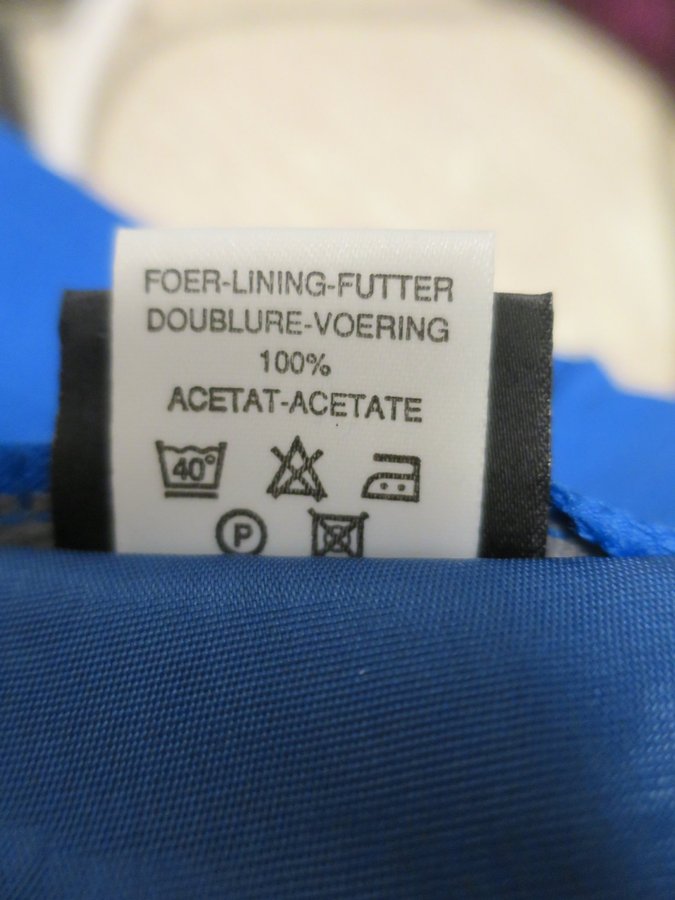 FOER-LINING-FUTTER
DOUBLURE-VOERING
100%
ACETAT-ACETATE
40°
P